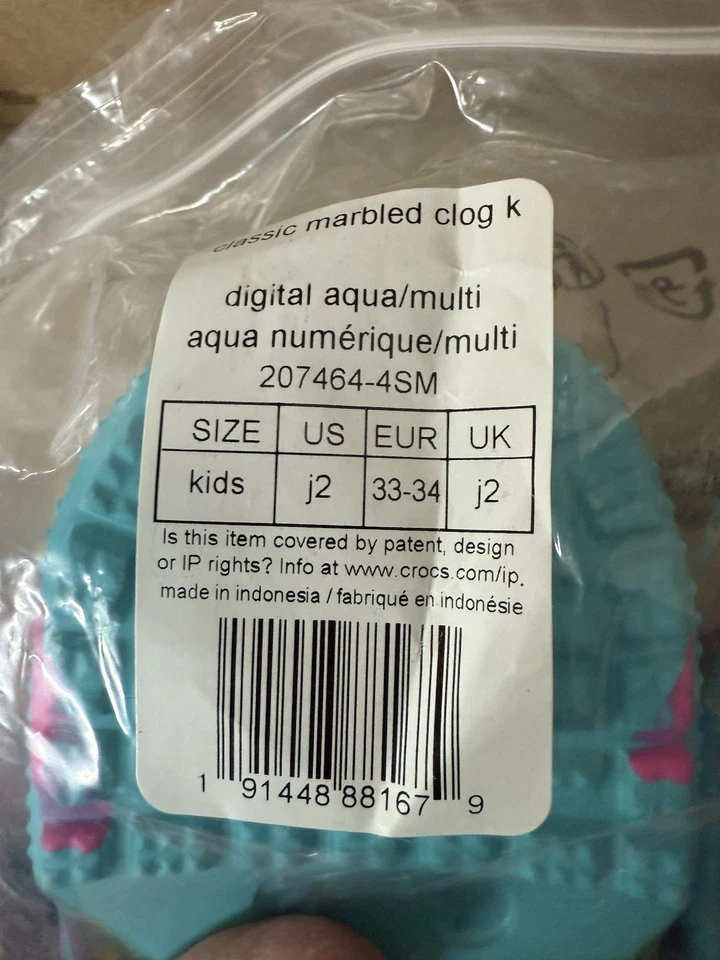 classic marbled clog k
digital aqua/multi
aqua numérique/multi
207464-4SM
SIZE US EUR UK
kids j2 33-34 j2
Is this item covered by patent, design
or IP rights? Info at www.crocs.com/ip.
made in indonesia / fabriqué en indonésie
1 91448 88167 9